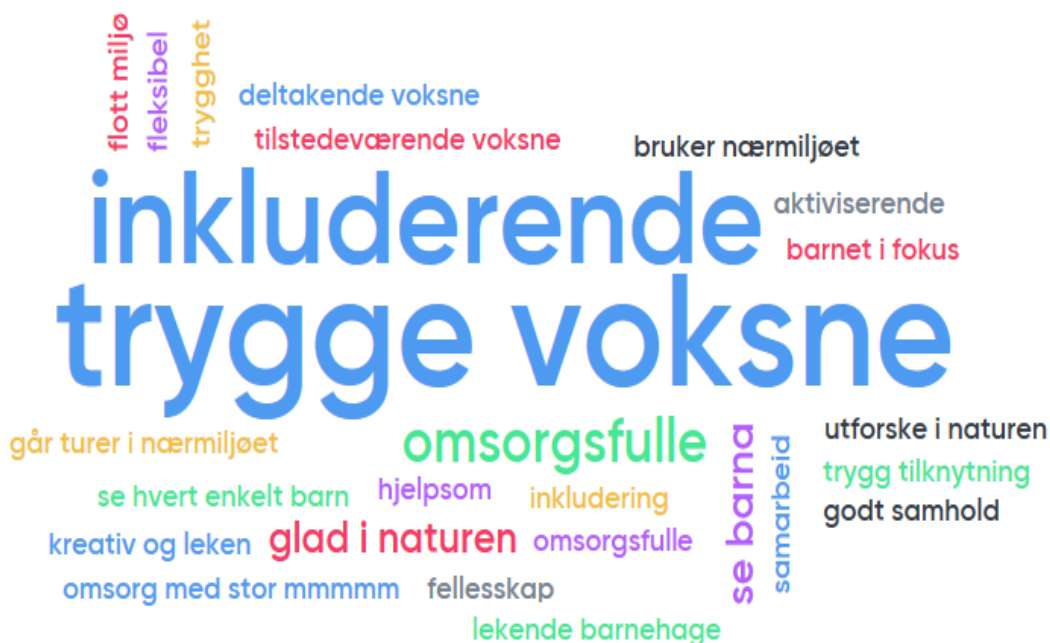 flott miljø
fleksibel
trygghet
deltakende voksne
tilstedeværende voksne
bruker nærmiljøet
inkluderende
aktiviserende
barnet i fokus
trygge voksne
går turer i nærmiljøet
omsorgsfulle
se barna
samarbeid
utforske i naturen
trygg tilknytning
godt samhold
se hvert enkelt barn
hjelpsom
inkludering
kreativ og leken
glad i naturen
omsorgsfulle
omsorg med stor mmmmm
fellesskap
lekende barnehage